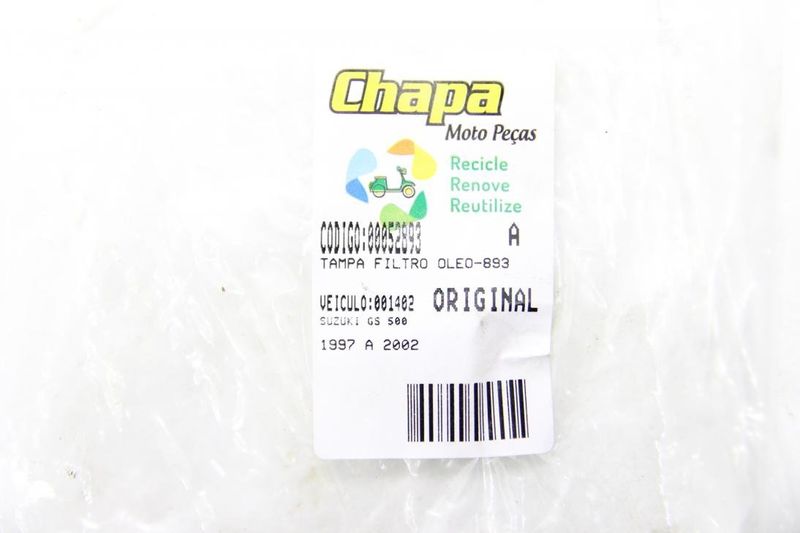 Chapa
Moto Peças
Recicle
Renove
Reutilize
CODIGO:00052893 A
TAMPA FILTRO OLEO-893
VEICULO:001402 ORIGINAL
SUZUKI GS 500
1997 A 2002